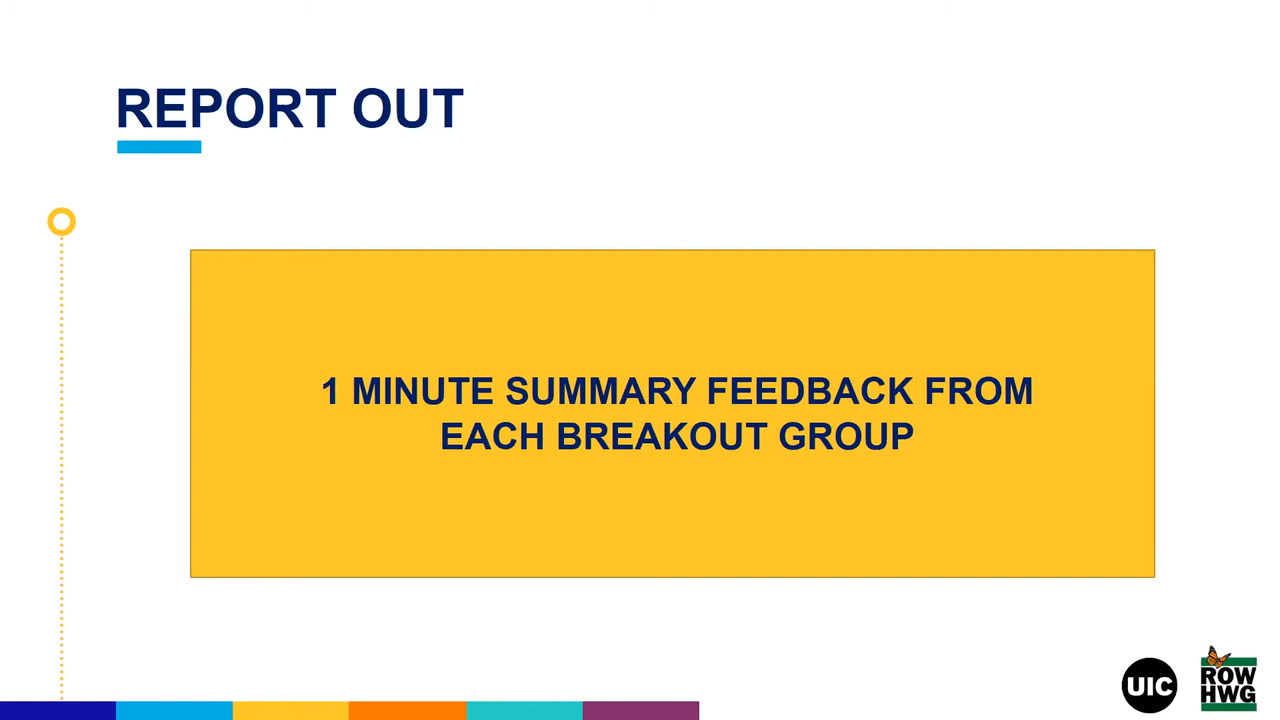 REPORT OUT
1 MINUTE SUMMARY FEEDBACK FROM
EACH BREAKOUT GROUP
UIC
ROW
HWG